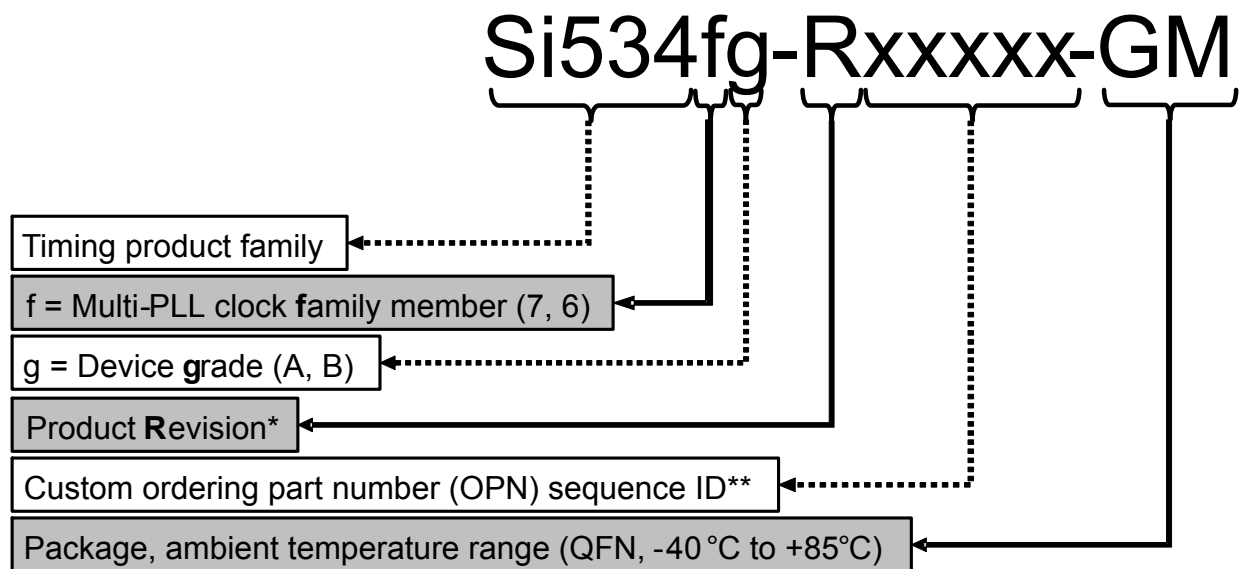 Si534fg-Rxxxxx-GM
Timing product family
f = Multi-PLL clock family member (7, 6)
g = Device grade (A, B)
Product Revision*
Custom ordering part number (OPN) sequence ID**
Package, ambient temperature range (QFN, -40 °C to +85°C)